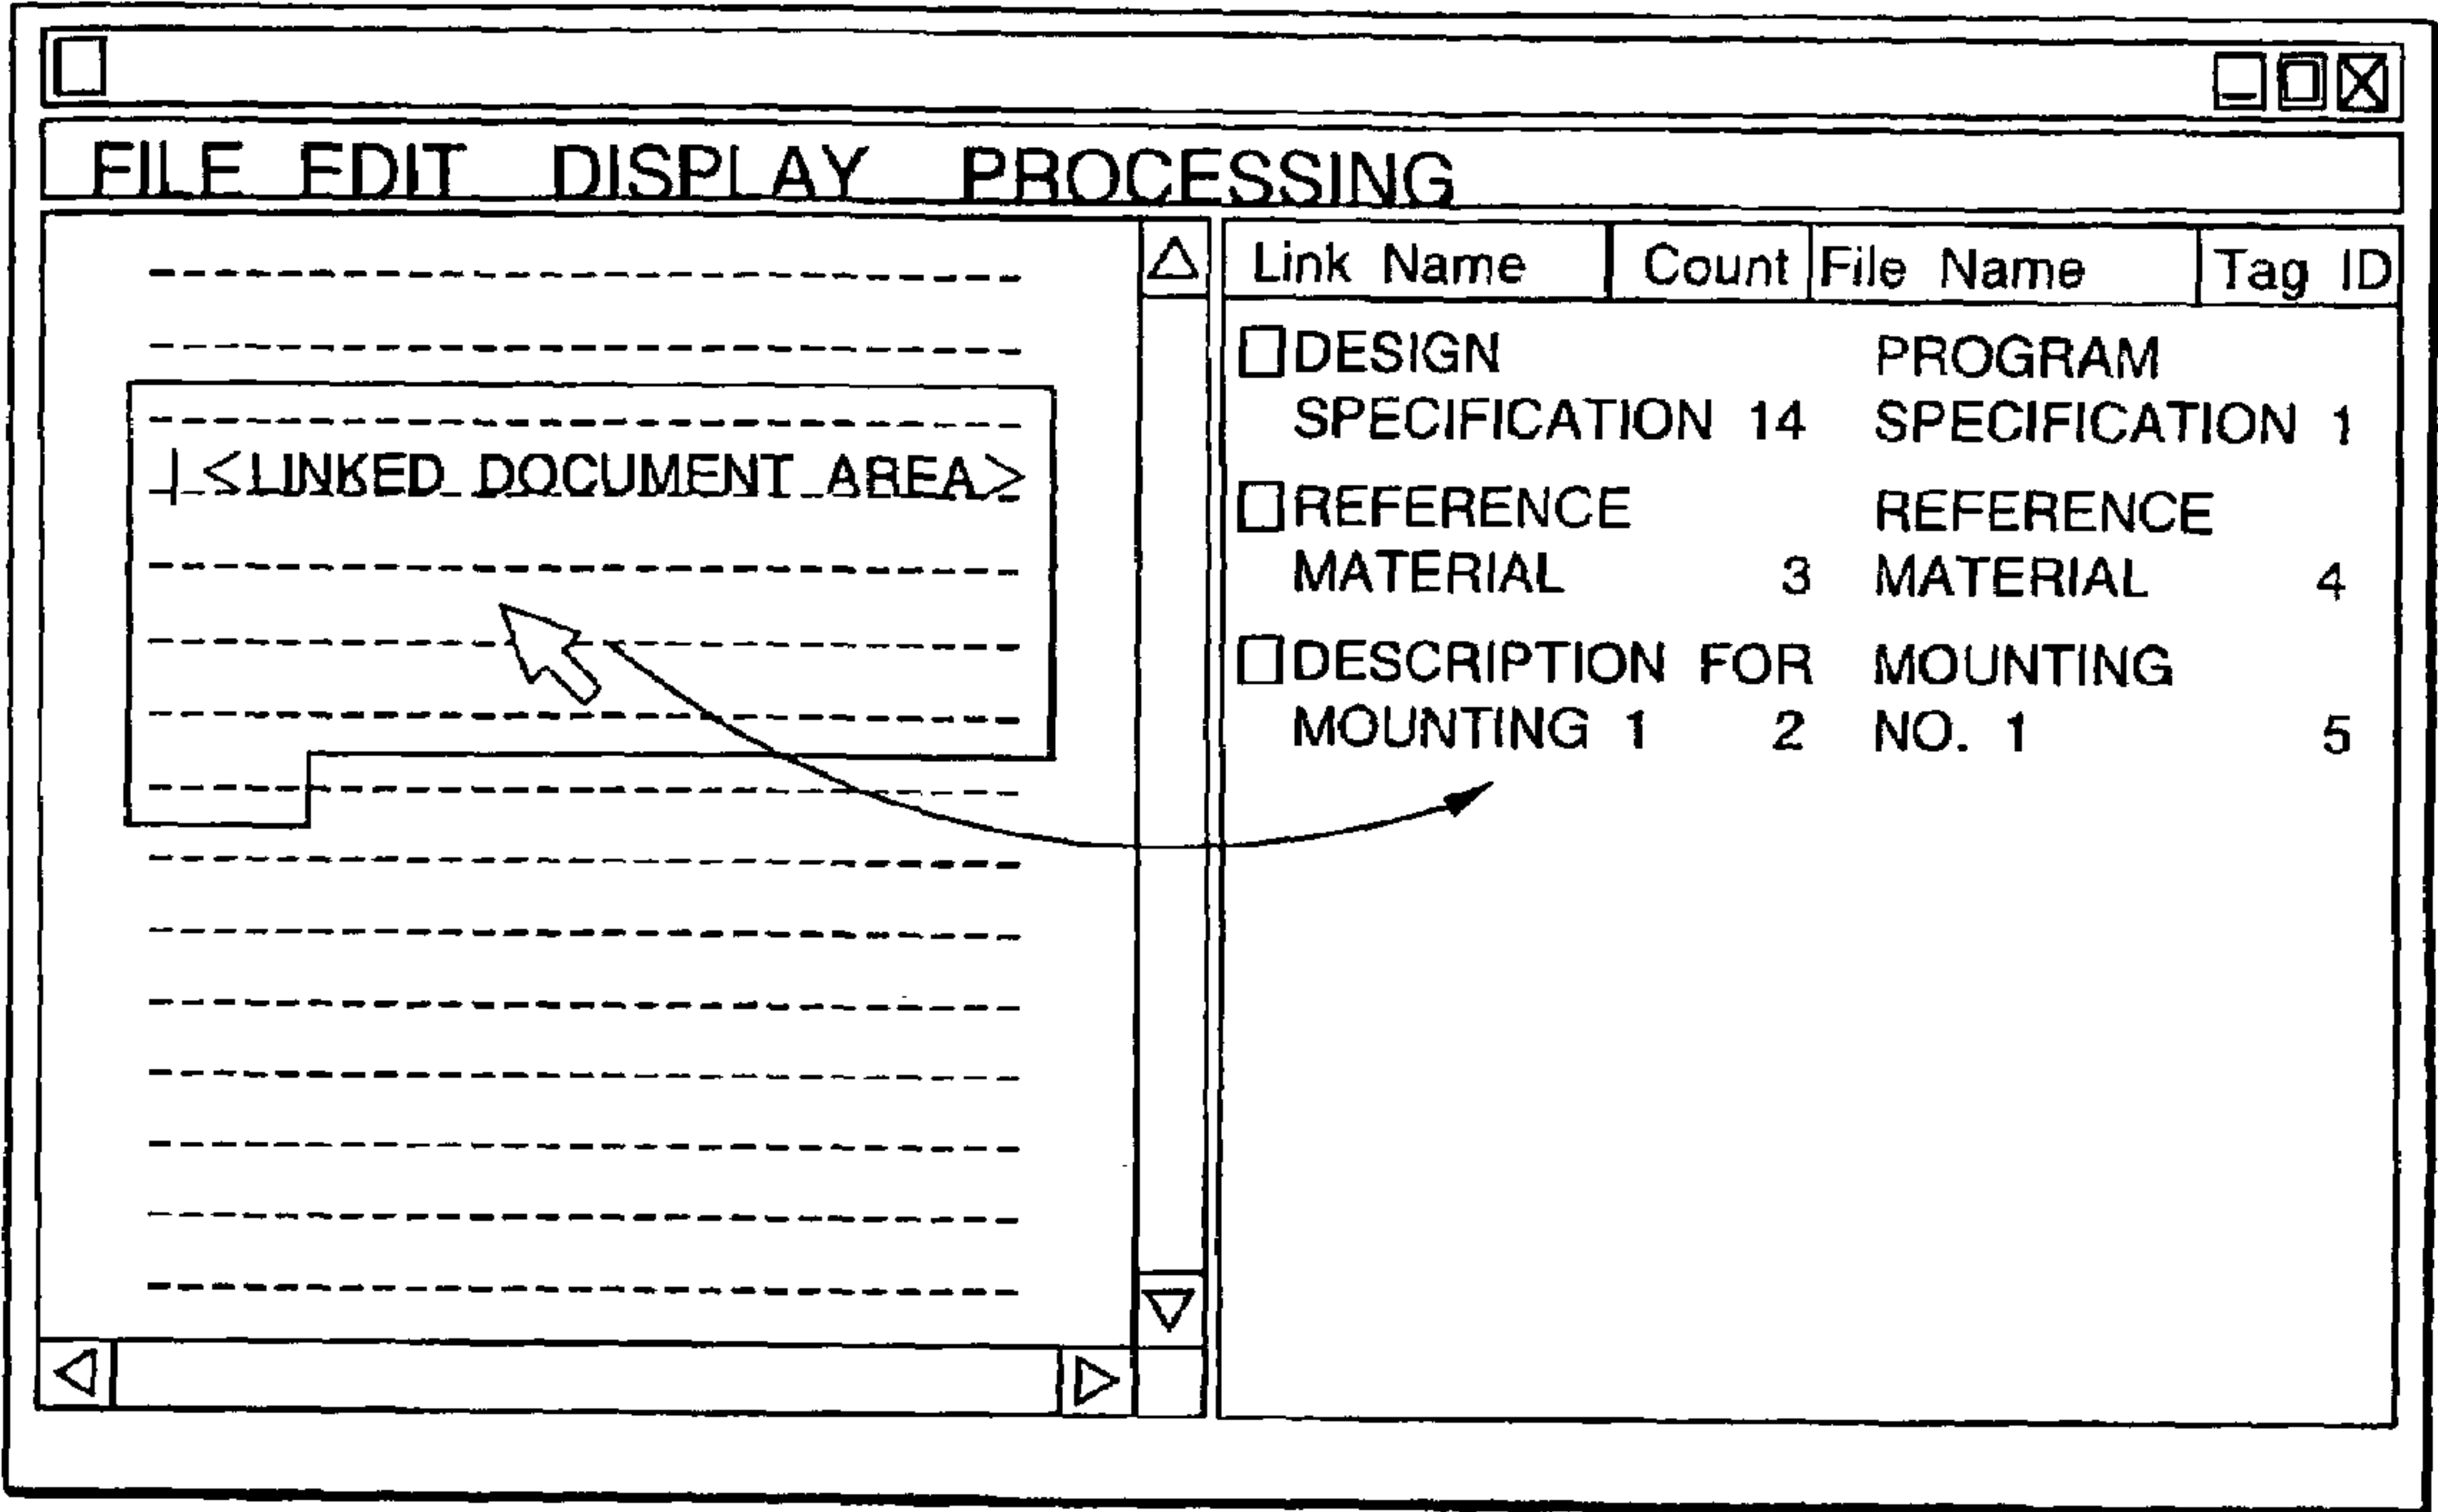 FILE EDIT DISPLAY PROCESSING
<LINKED DOCUMENT AREA>
Link Name Count File Name Tag ID
DESIGN PROGRAM
SPECIFICATION 14 SPECIFICATION 1
REFERENCE REFERENCE
MATERIAL 3 MATERIAL 4
DESCRIPTION FOR MOUNTING
MOUNTING 1 2 NO. 1 5